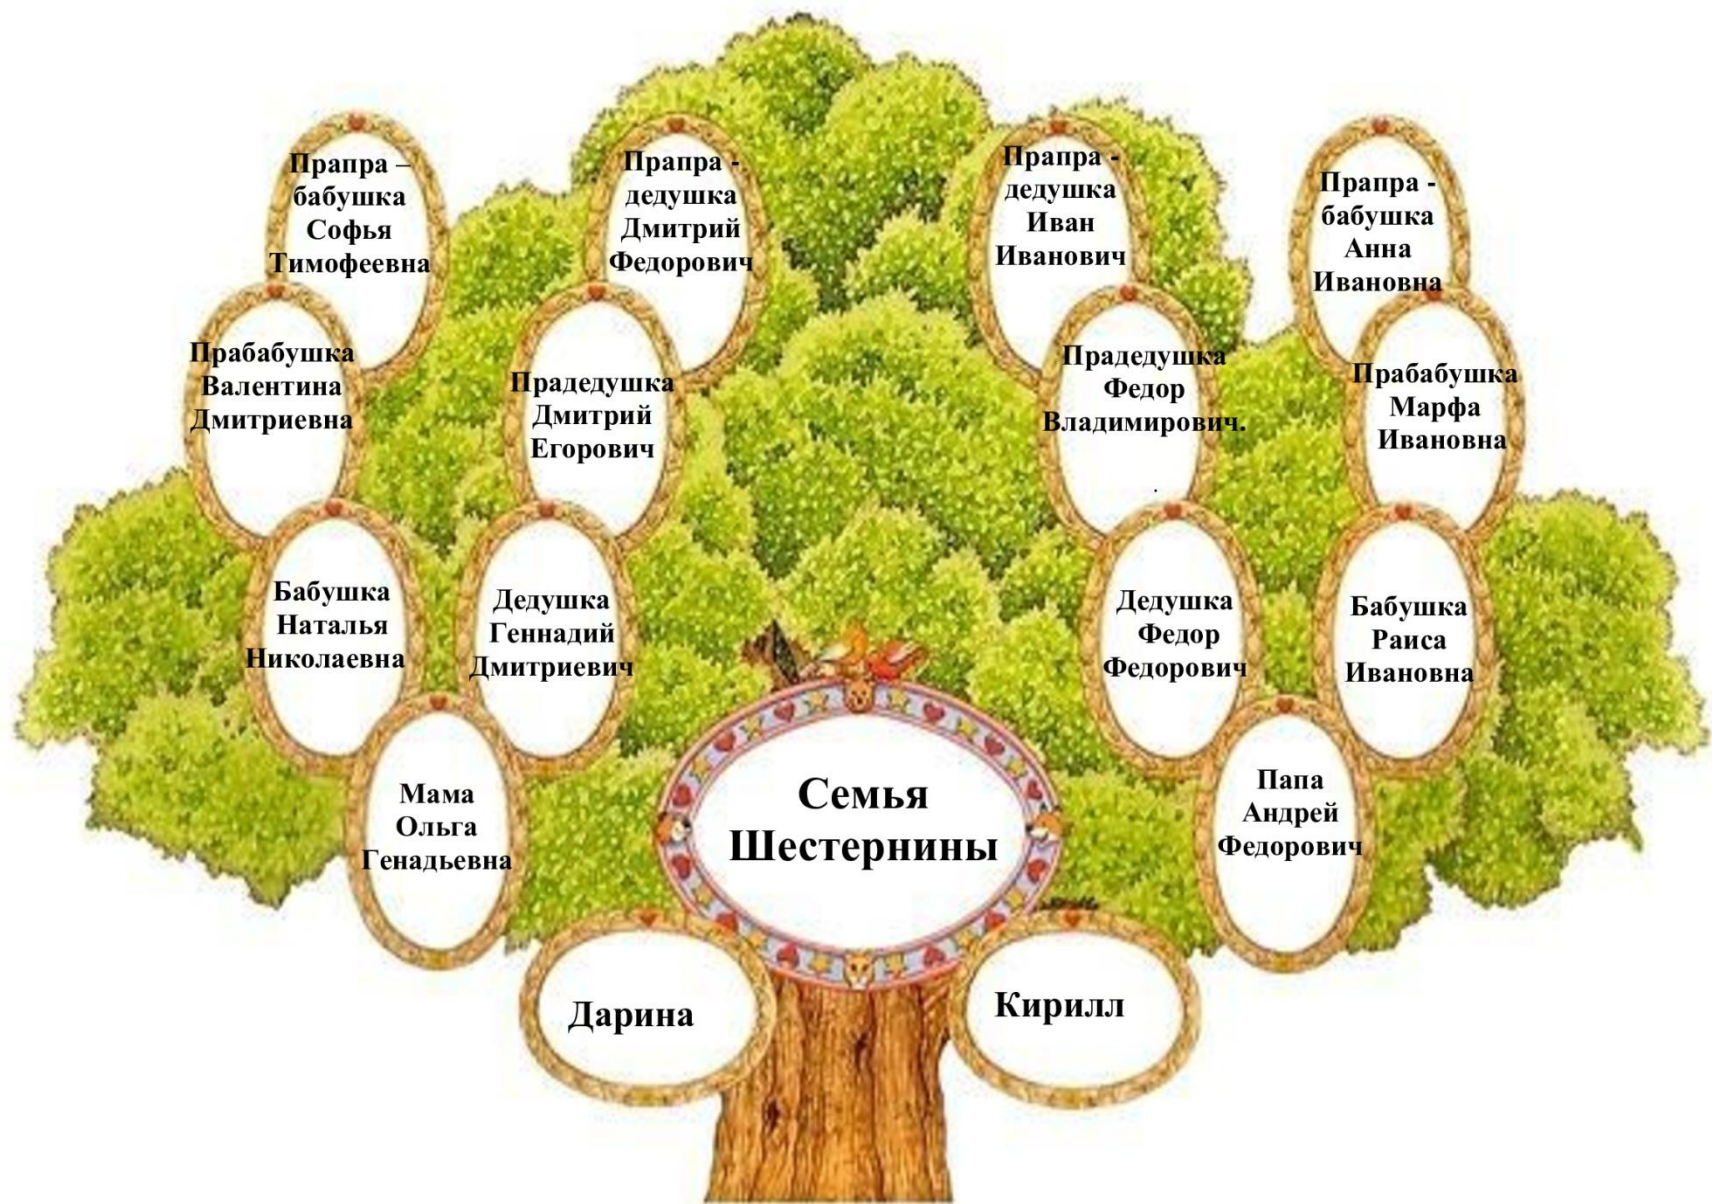 Прапра –
бабушка
Софья
Тимофеевна
Прапра -
дедушка
Дмитрий
Федорович
Прапра -
дедушка
Иван
Иванович
Прапра -
бабушка
Анна
Ивановна
Прабабушка
Валентина
Дмитриевна
Прадедушка
Дмитрий
Егорович
Прадедушка
Федор
Владимирович.
Прабабушка
Марфа
Ивановна
Бабушка
Наталья
Николаевна
Дедушка
Геннадий
Дмитриевич
Дедушка
Федор
Федорович
Бабушка
Раиса
Ивановна
Мама
Ольга
Генадьевна
Семья
Шестернины
Папа
Андрей
Федорович
Дарина
Кирилл